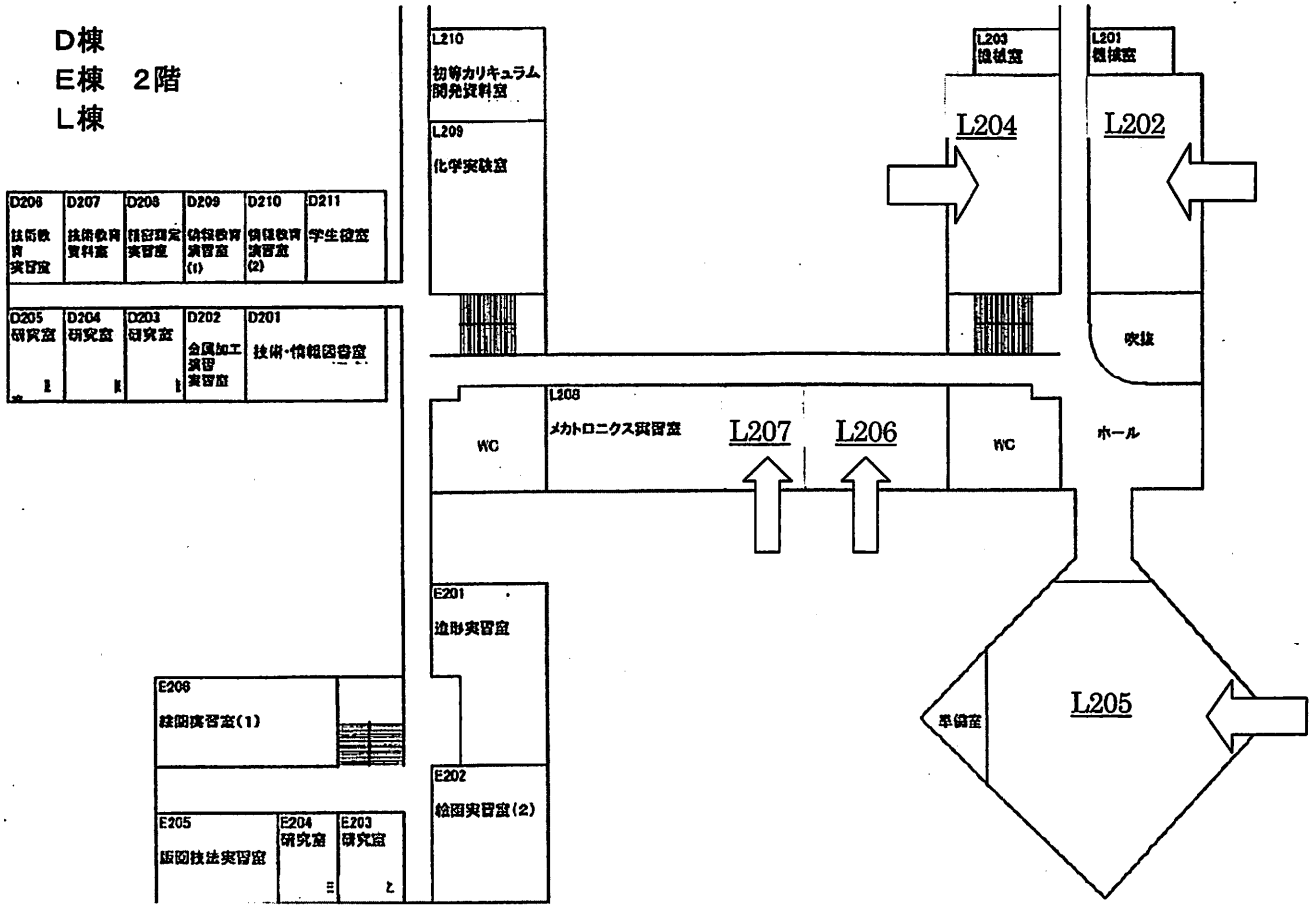 D棟
E棟 2階
L棟
L210
初等カリキュラム
開発資料室
L209
化学実験室
L203
機械室
L201
機械室
L204
L202
D206
技術教
育
実習室
D207
技術教育
資料室
D208
精密測定
実習室
D209
情報教育
演習室
(1)
D210
情報教育
演習室
(2)
D211
学生控室
D205
研究室
D204
研究室
D203
研究室
D202
金属加工
演習
実習室
D201
技術・情報図書室
吹抜
WC
L208
メカトロニクス実習室
L207
L206
WC
ホール
E201
造形実習室
E206
絵画実習室(1)
準備室
L205
E202
絵画実習室(2)
E205
版画技法実習室
E204
研究室
E203
研究室